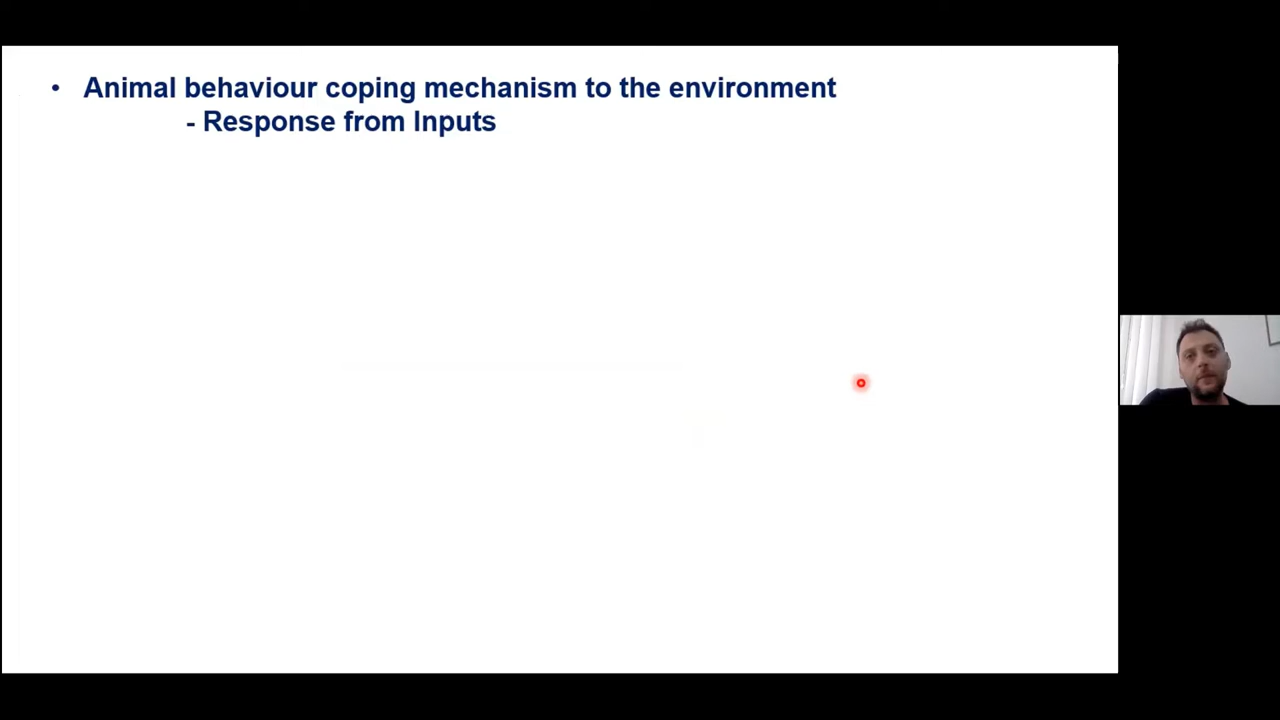 • Animal behaviour coping mechanism to the environment
- Response from Inputs